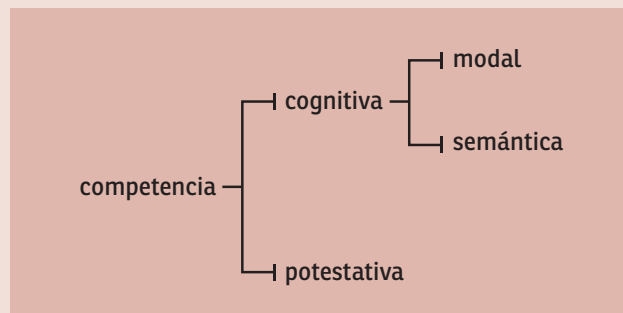 modal
cognitiva
semántica
competencia
potestativa